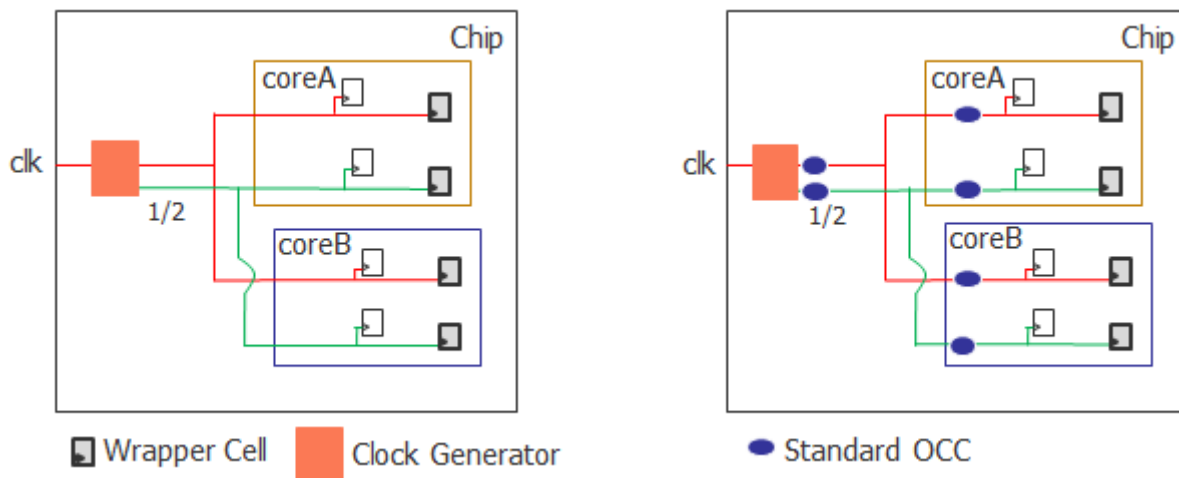 Chip
coreA
clk
1/2
coreB
Wrapper Cell
Clock Generator
Chip
coreA
clk
1/2
coreB
Standard OCC